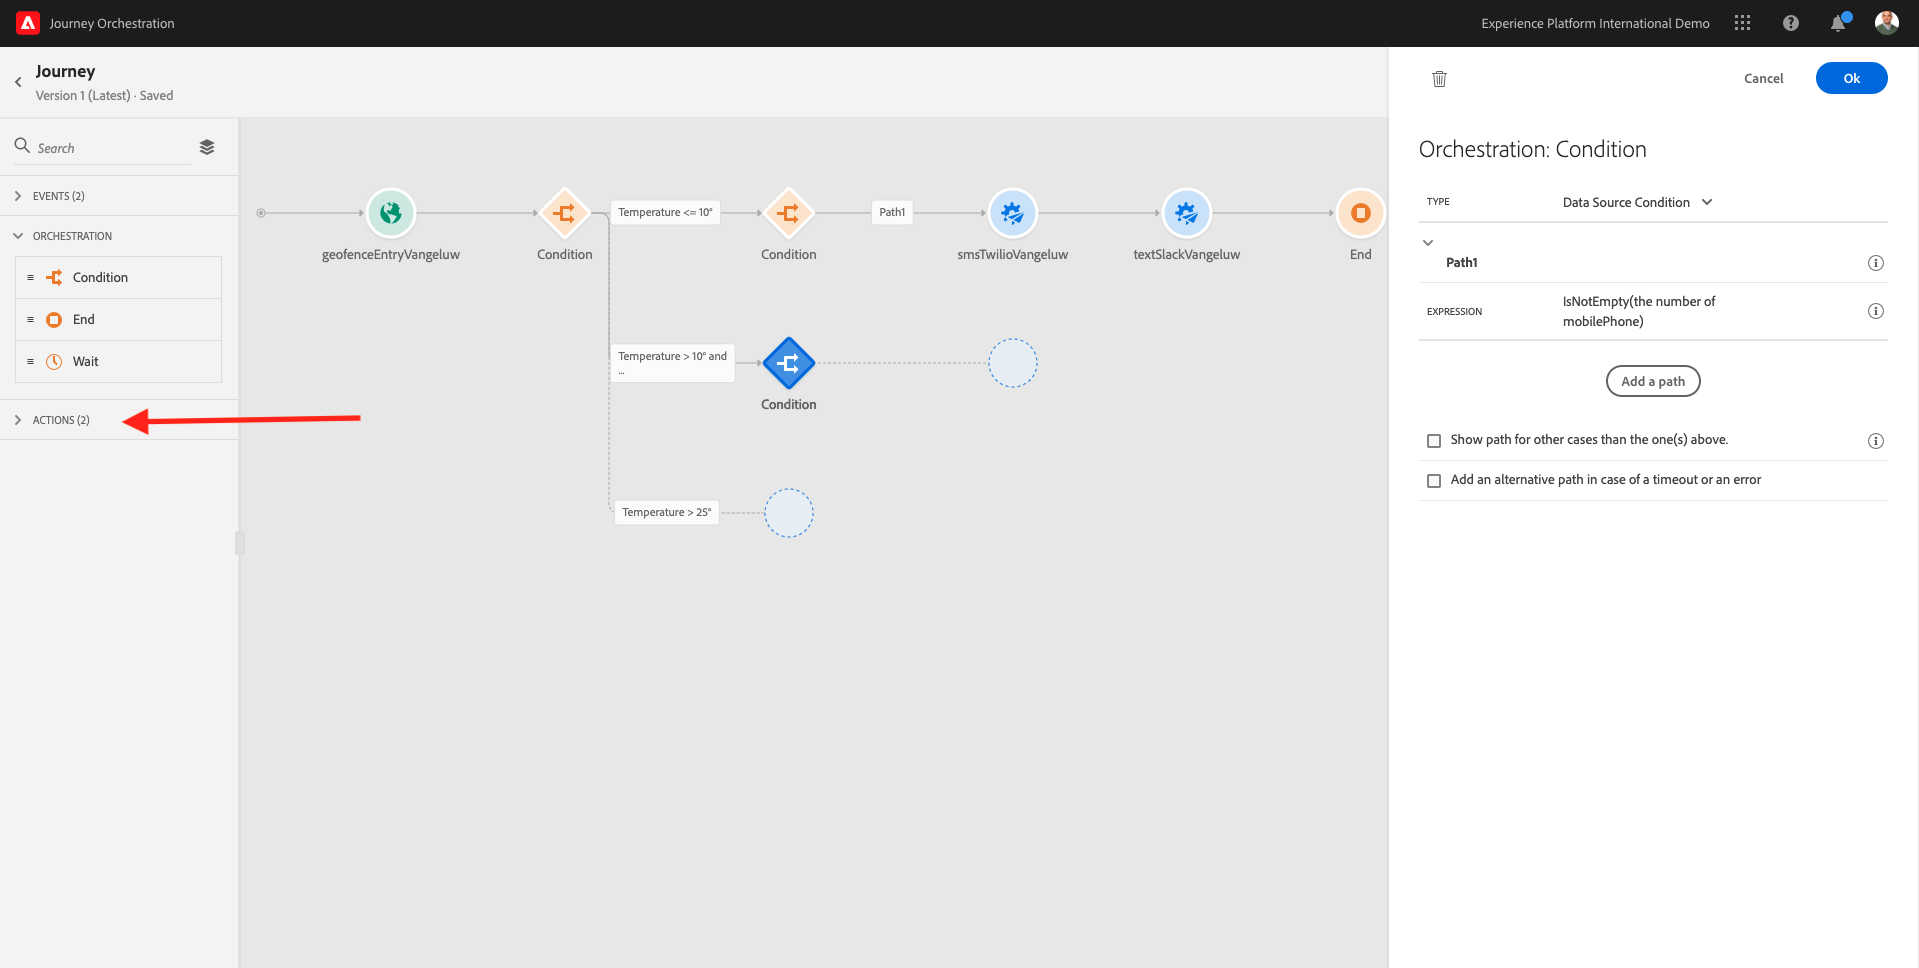 Journey Orchestration
Experience Platform International Demo
Journey
Version 1 (Latest) · Saved
Cancel
Ok
Search
EVENTS (2)
ORCHESTRATION
Condition
End
Wait
ACTIONS (2)
geofenceEntryVangeluw
Condition
Temperature <= 10°
Condition
Path1
smsTwilioVangeluw
textSlackVangeluw
End
Temperature > 10° and
...
Condition
Temperature > 25°
Orchestration: Condition
TYPE
Data Source Condition
Path1
EXPRESSION
IsNotEmpty(the number of
mobilePhone)
Add a path
Show path for other cases than the one(s) above.
Add an alternative path in case of a timeout or an error